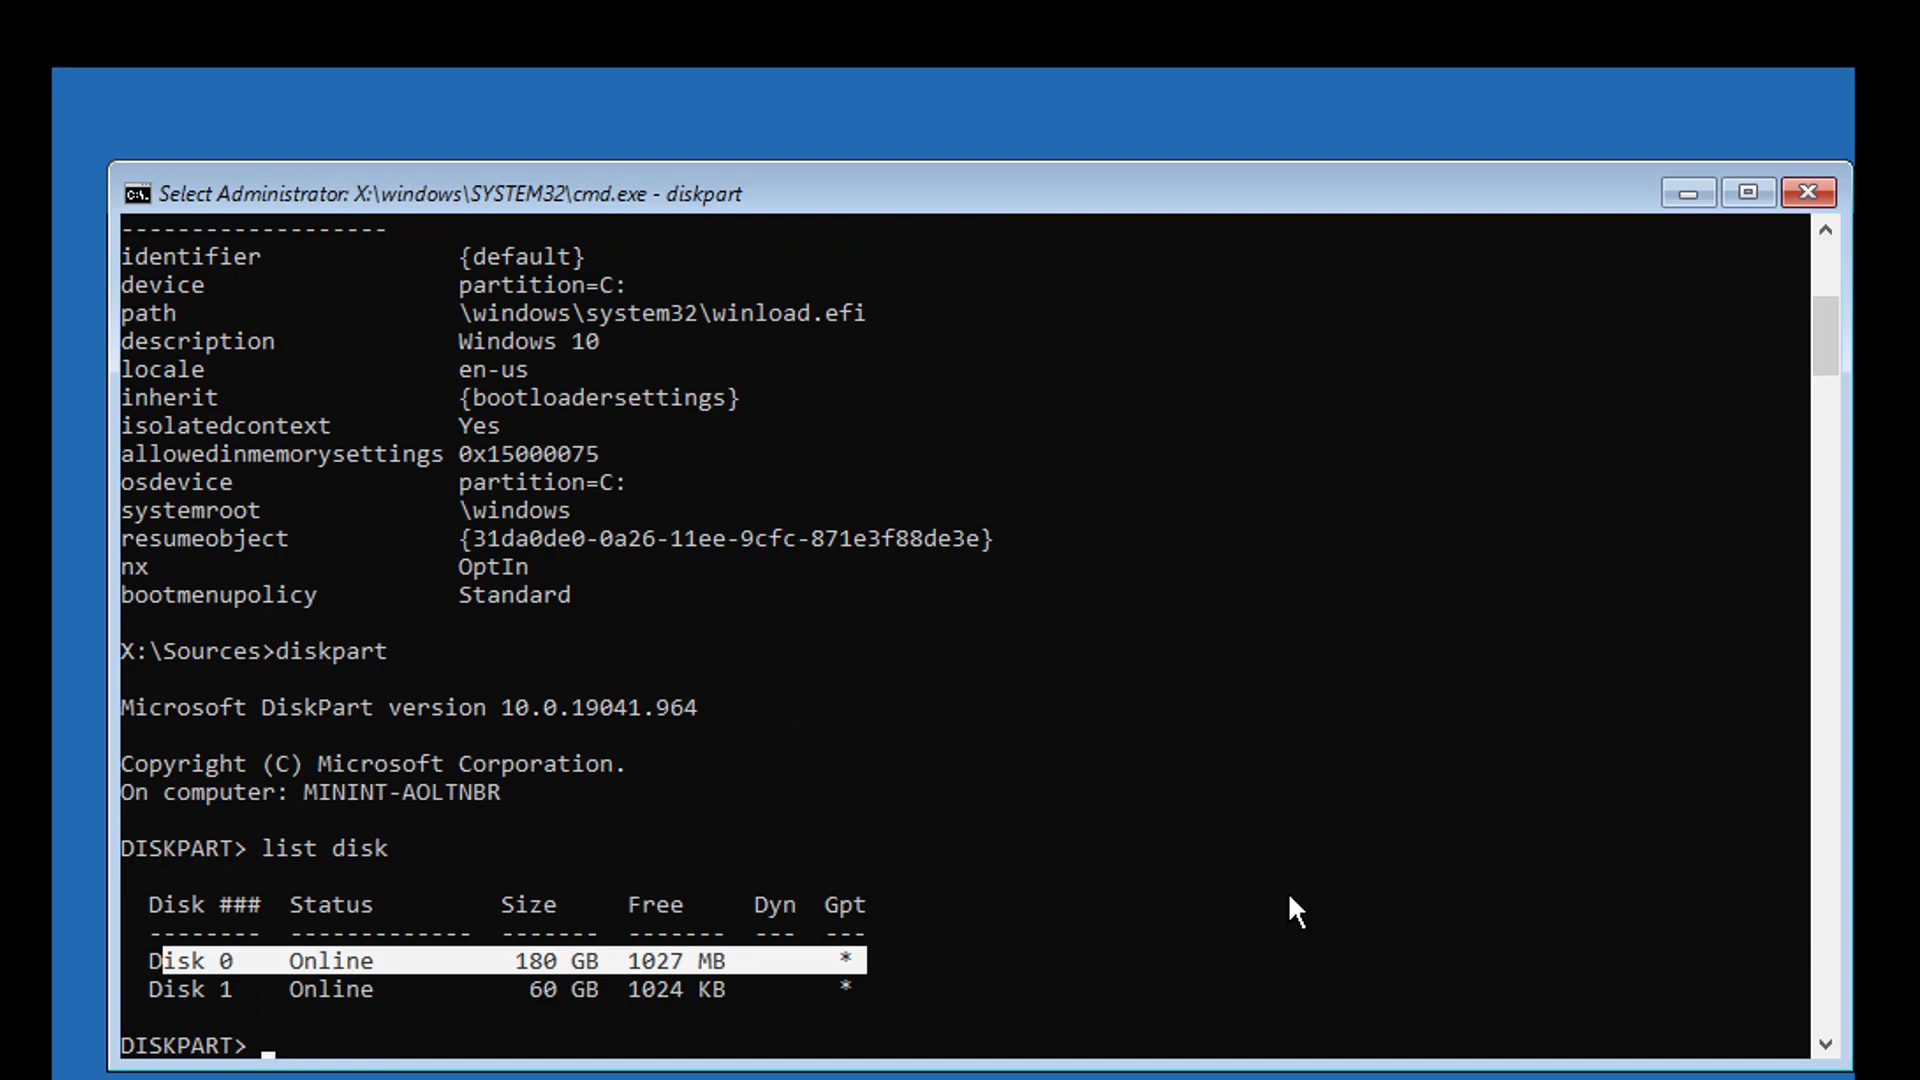 Select Administrator: X:\windows\SYSTEM32\cmd.exe - diskpart
-------------------
identifier              {default}
device                  partition=C:
path                    \windows\system32\winload.efi
description             Windows 10
locale                  en-us
inherit                 {bootloadersettings}
isolatedcontext         Yes
allowedinmemorysettings 0x15000075
osdevice                partition=C:
systemroot              \windows
resumeobject            {31da0de0-0a26-11ee-9cfc-871e3f88de3e}
nx                      OptIn
bootmenupolicy          Standard
X:\Sources>diskpart
Microsoft DiskPart version 10.0.19041.964
Copyright (C) Microsoft Corporation.
On computer: MININT-AOLTNBR
DISKPART> list disk
  Disk ###  Status         Size     Free     Dyn  Gpt
  --------  -------------  -------  -------  ---  ---
  Disk 0    Online          180 GB  1027 MB        *
  Disk 1    Online           60 GB  1024 KB        *
DISKPART>